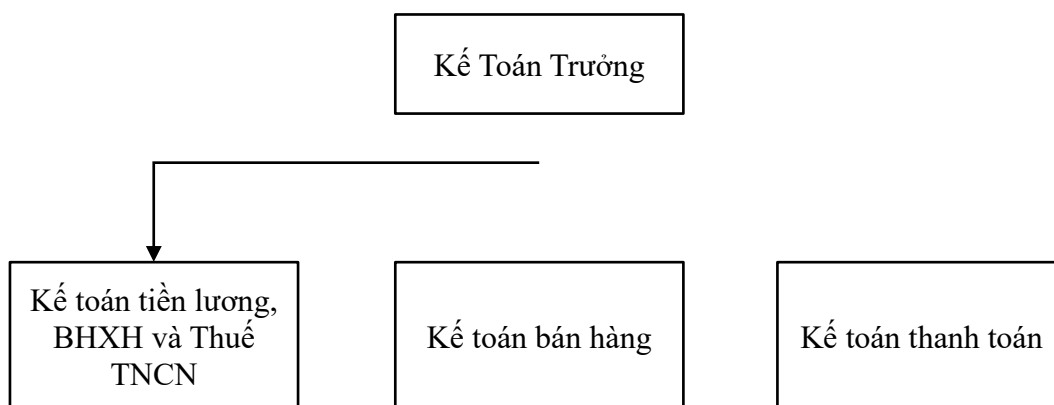 Kế Toán Trưởng
Kế toán tiền lương,
BHXH và Thuế
TNCN
Kế toán bán hàng
Kế toán thanh toán